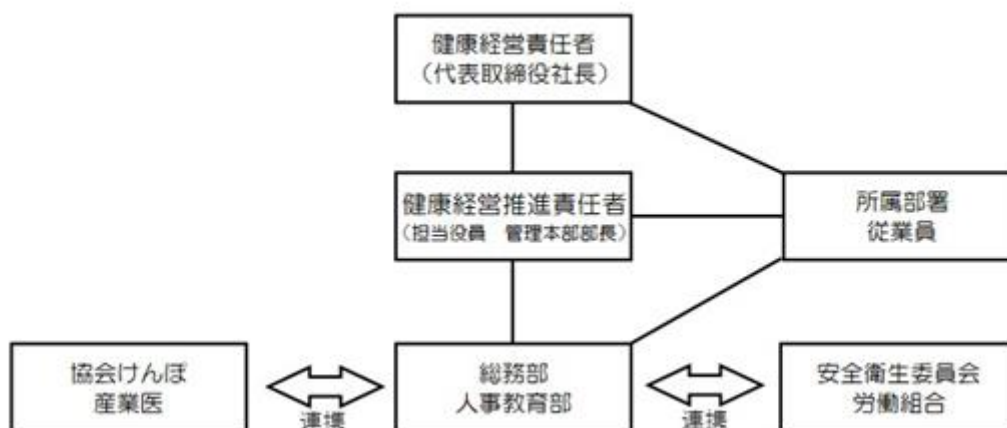 健康経営責任者
（代表取締役社長）
健康経営推進責任者
（担当役員　管理本部部長）
所属部署
従業員
協会けんぽ
産業医
連携
総務部
人事教育部
連携
安全衛生委員会
労働組合